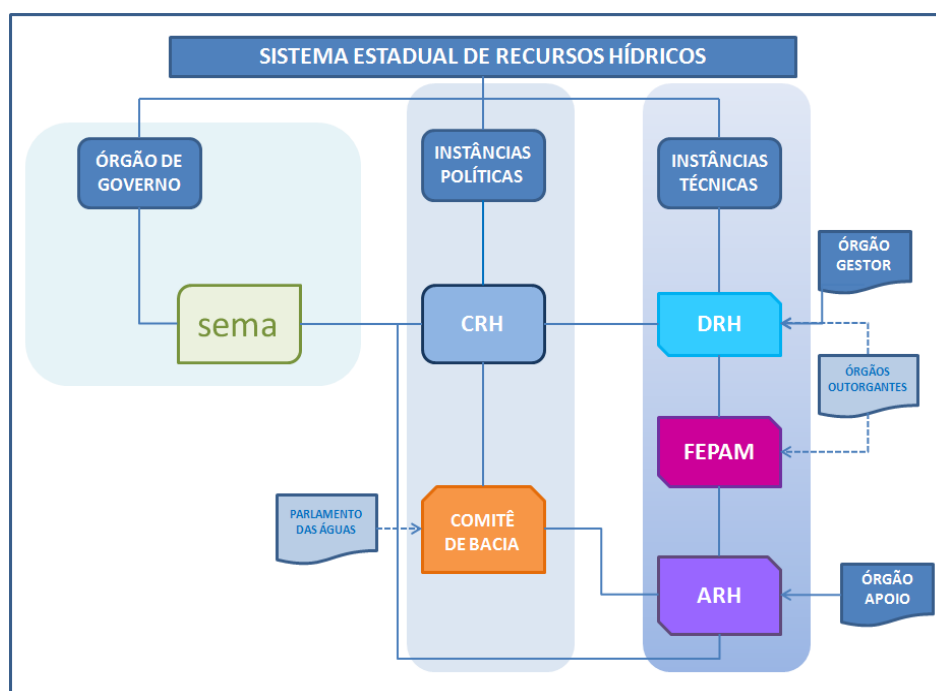 SISTEMA ESTADUAL DE RECURSOS HÍDRICOS
ÓRGÃO DE
GOVERNO
INSTÂNCIAS
POLÍTICAS
INSTÂNCIAS
TÉCNICAS
ÓRGÃO
GESTOR
sema
CRH
DRH
ÓRGÃOS
OUTORGANTES
FEPAM
PARLAMENTO
DAS ÁGUAS
COMITÊ
DE BACIA
ARH
ÓRGÃO
APOIO